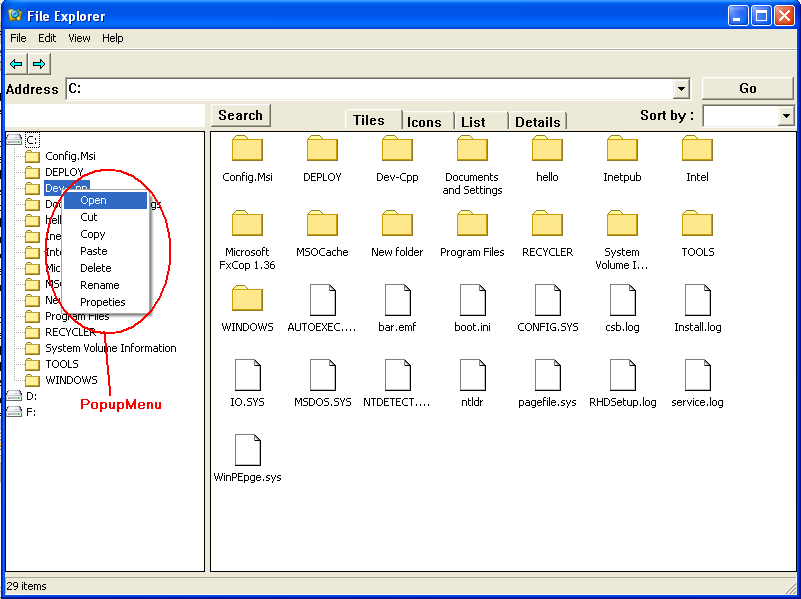 File Explorer
File Edit View Help
Address C: Go
Search Tiles Icons List Details Sort by :
C:
Config.Msi
DEPLOY
Dev-Cpp
Open
Cut
Copy
Paste
Delete
Rename
Propeties
Program Files
RECYCLER
System Volume Information
TOOLS
WINDOWS
D:
F:
PopupMenu
Config.Msi DEPLOY Dev-Cpp Documents and Settings hello Inetpub Intel
Microsoft FxCop 1.36 MSOCache New folder Program Files RECYCLER System Volume I... TOOLS
WINDOWS AUTOEXEC.... bar.emf boot.ini CONFIG.SYS csb.log Install.log
IO.SYS MSDOS.SYS NTDETECT.... ntldr pagefile.sys RHDSetup.log service.log
WinPEpge.sys
29 items